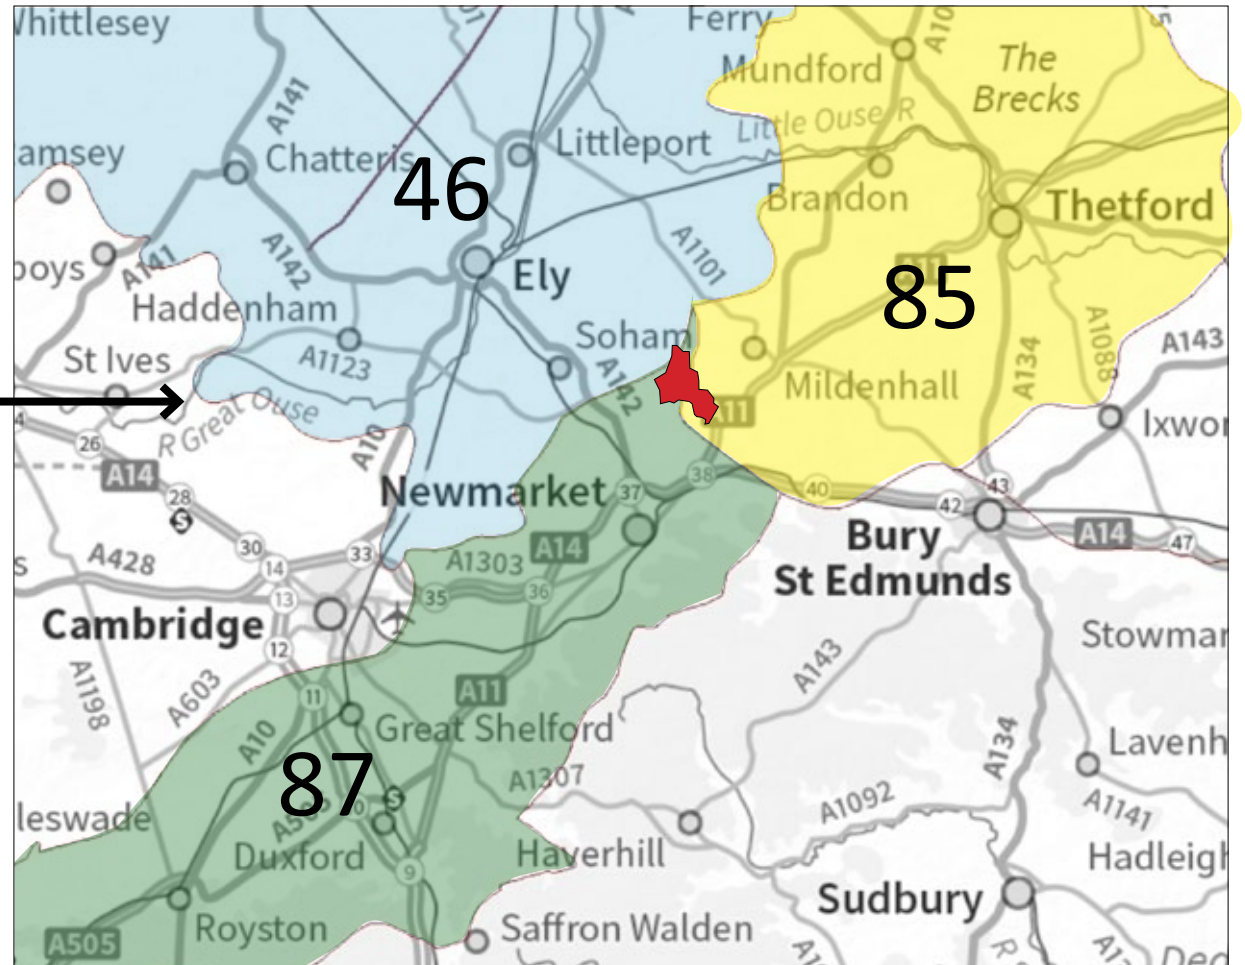 Whittlesey
Ferry
A10
Mundford
The
Brecks
A141
Little Ouse R
amsey
Chatteris
Littleport
46
Brandon
Thetford
oys
A141
A142
Ely
A1101
A11
85
Haddenham
Soham
A134
A1088
A143
St Ives
A1123
A142
Mildenhall
R Great Ouse
A11
Ixwor
26
A14
A10
28
S
Newmarket
37
38
40
42
43
Bury
St Edmunds
A14
47
A428
30
14
33
A1303
A14
13
35
36
Cambridge
12
Stowmar
A1198
A603
11
A11
A143
A10
Great Shelford
87
A134
Lavenh
A1307
A1092
A1141
leswade
S
Duxford
9
Haverhill
Hadleigh
Sudbury
A505
Royston
Saffron Walden